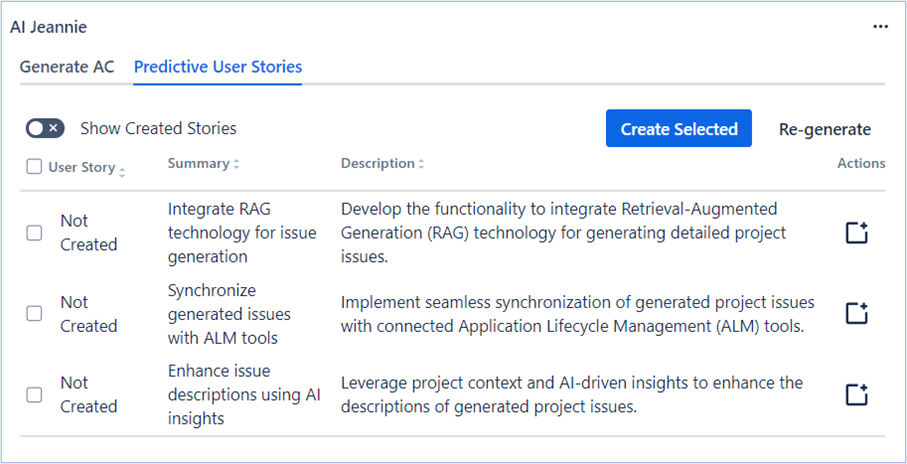 AI Jeannie
Generate AC Predictive User Stories
Show Created Stories Create Selected Re-generate
User Story Summary Description Actions
Not Created
Integrate RAG
technology for issue
generation
Develop the functionality to integrate Retrieval-Augmented
Generation (RAG) technology for generating detailed project
issues.
Not Created
Synchronize
generated issues
with ALM tools
Implement seamless synchronization of generated project issues
with connected Application Lifecycle Management (ALM) tools.
Not Created
Enhance issue
descriptions using AI
insights
Leverage project context and AI-driven insights to enhance the
descriptions of generated project issues.